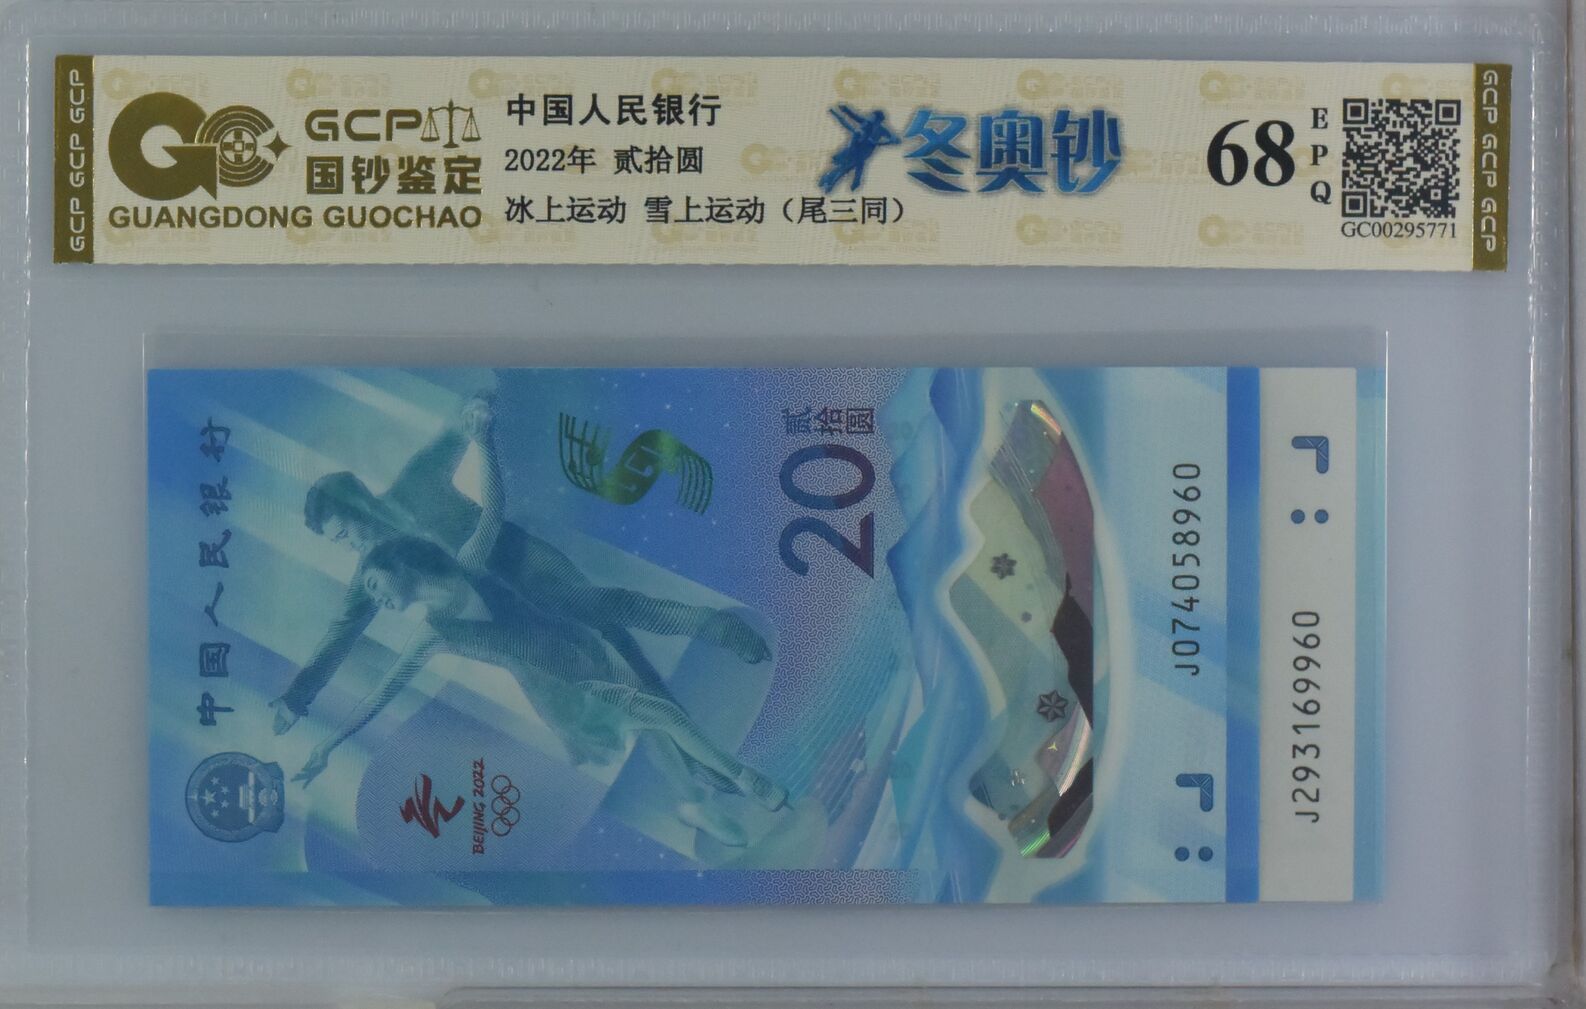 GCP GCP GCP
GCP
国钞鉴定
GUANGDONG GUOCHAO
中国人民银行
2022年 贰拾圆
冰上运动 雪上运动（尾三同）
冬奥钞
68
EPQ
GC00295771
GCP GCP GCP
中国人民银行
BEIJING 2022
20
贰拾圆
J074058960
J293169960